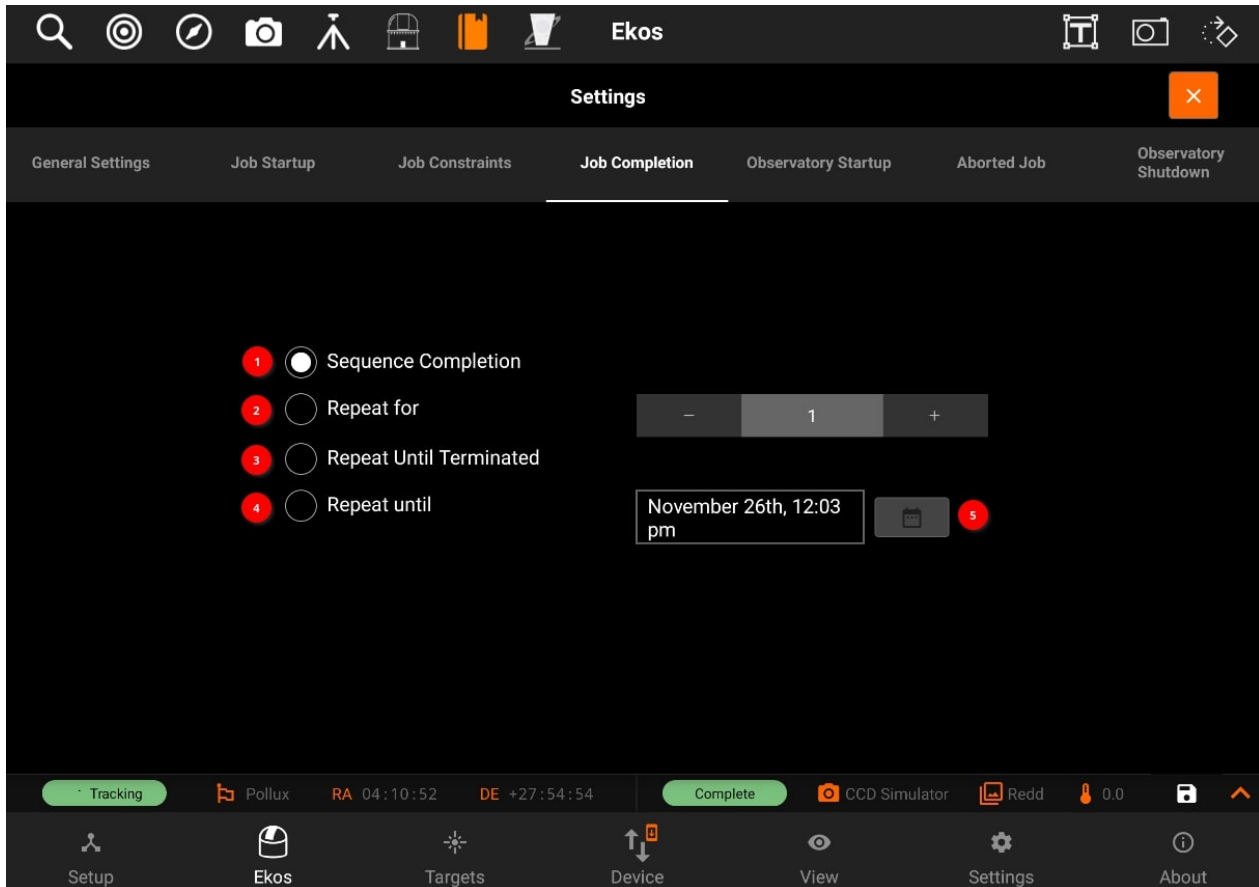 Ekos
Settings
General Settings
Job Startup
Job Constraints
Job Completion
Observatory Startup
Aborted Job
Observatory
Shutdown
1 Sequence Completion
2 Repeat for
− 1 +
3 Repeat Until Terminated
4 Repeat until
November 26th, 12:03
pm
5
Tracking
Pollux
RA 04:10:52
DE +27:54:54
Complete
CCD Simulator
Redd
0.0
Setup
Ekos
Targets
Device
View
Settings
About